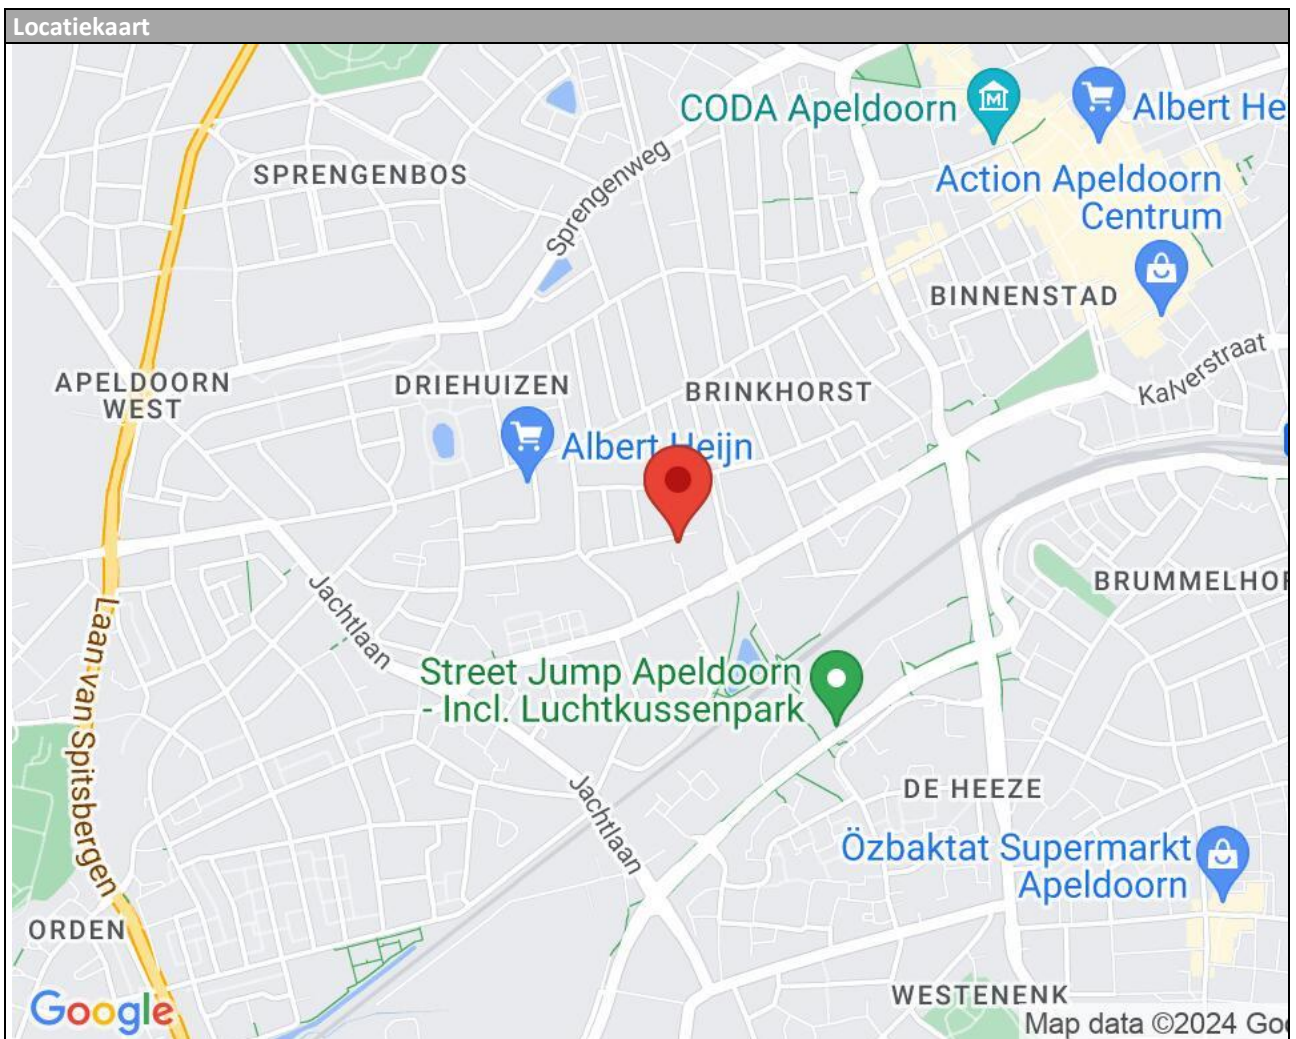 Locatiekaart
CODA Apeldoorn
Albert He
SPRENGENBOS
Sprengenweg
Action Apeldoorn
Centrum
BINNENSTAD
Kalverstraat
APELDOORN
WEST
DRIEHUIZEN
BRINKHORST
Albert Heijn
Jachtlaan
BRUMMELHO
Laan van Spitsbergen
Street Jump Apeldoorn
- Incl. Luchtkussenpark
Jachtlaan
DE HEEZE
Özbaktat Supermarkt
Apeldoorn
ORDEN
WESTENENK
Google
Map data ©2024 Goo